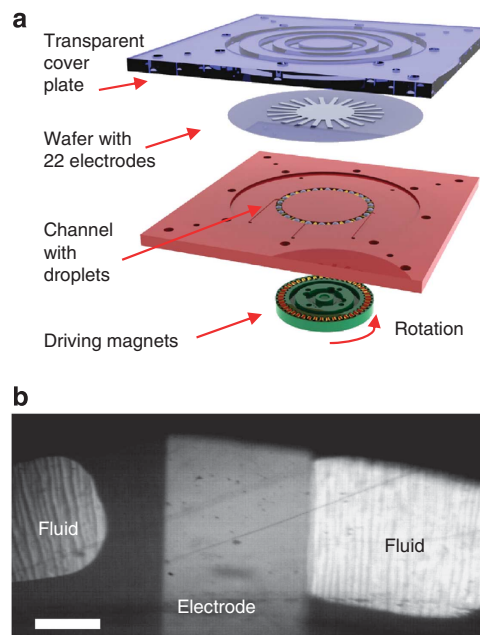 a
Transparent
cover
plate
Wafer with
22 electrodes
Channel
with
droplets
Driving magnets
Rotation
b
Fluid
Fluid
Electrode